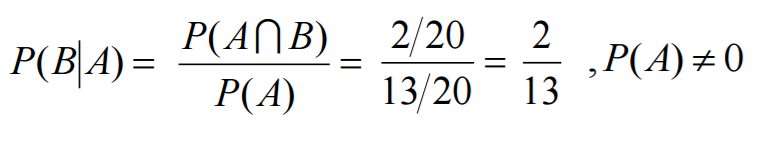 P(B|A) = P(A⋂B)/P(A) = (2/20)/(13/20) = 2/13 , P(A) ≠ 0